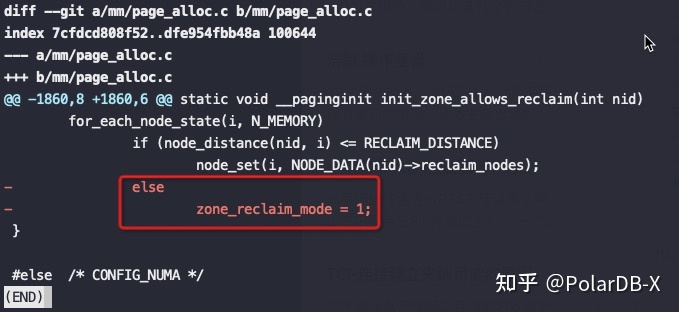 diff --git a/mm/page_alloc.c b/mm/page_alloc.c
index 7cfdcd808f52..dfe954fbb48a 100644
--- a/mm/page_alloc.c
+++ b/mm/page_alloc.c
@@ -1860,8 +1860,6 @@ static void __paginginit init_zone_allows_reclaim(int nid)
        for_each_node_state(i, N_MEMORY)
                if (node_distance(nid, i) <= RECLAIM_DISTANCE)
                        node_set(i, NODE_DATA(nid)->reclaim_nodes);
-               else
-                       zone_reclaim_mode = 1;
 }
 #else  /* CONFIG_NUMA */
(END)
知乎 @PolarDB-X